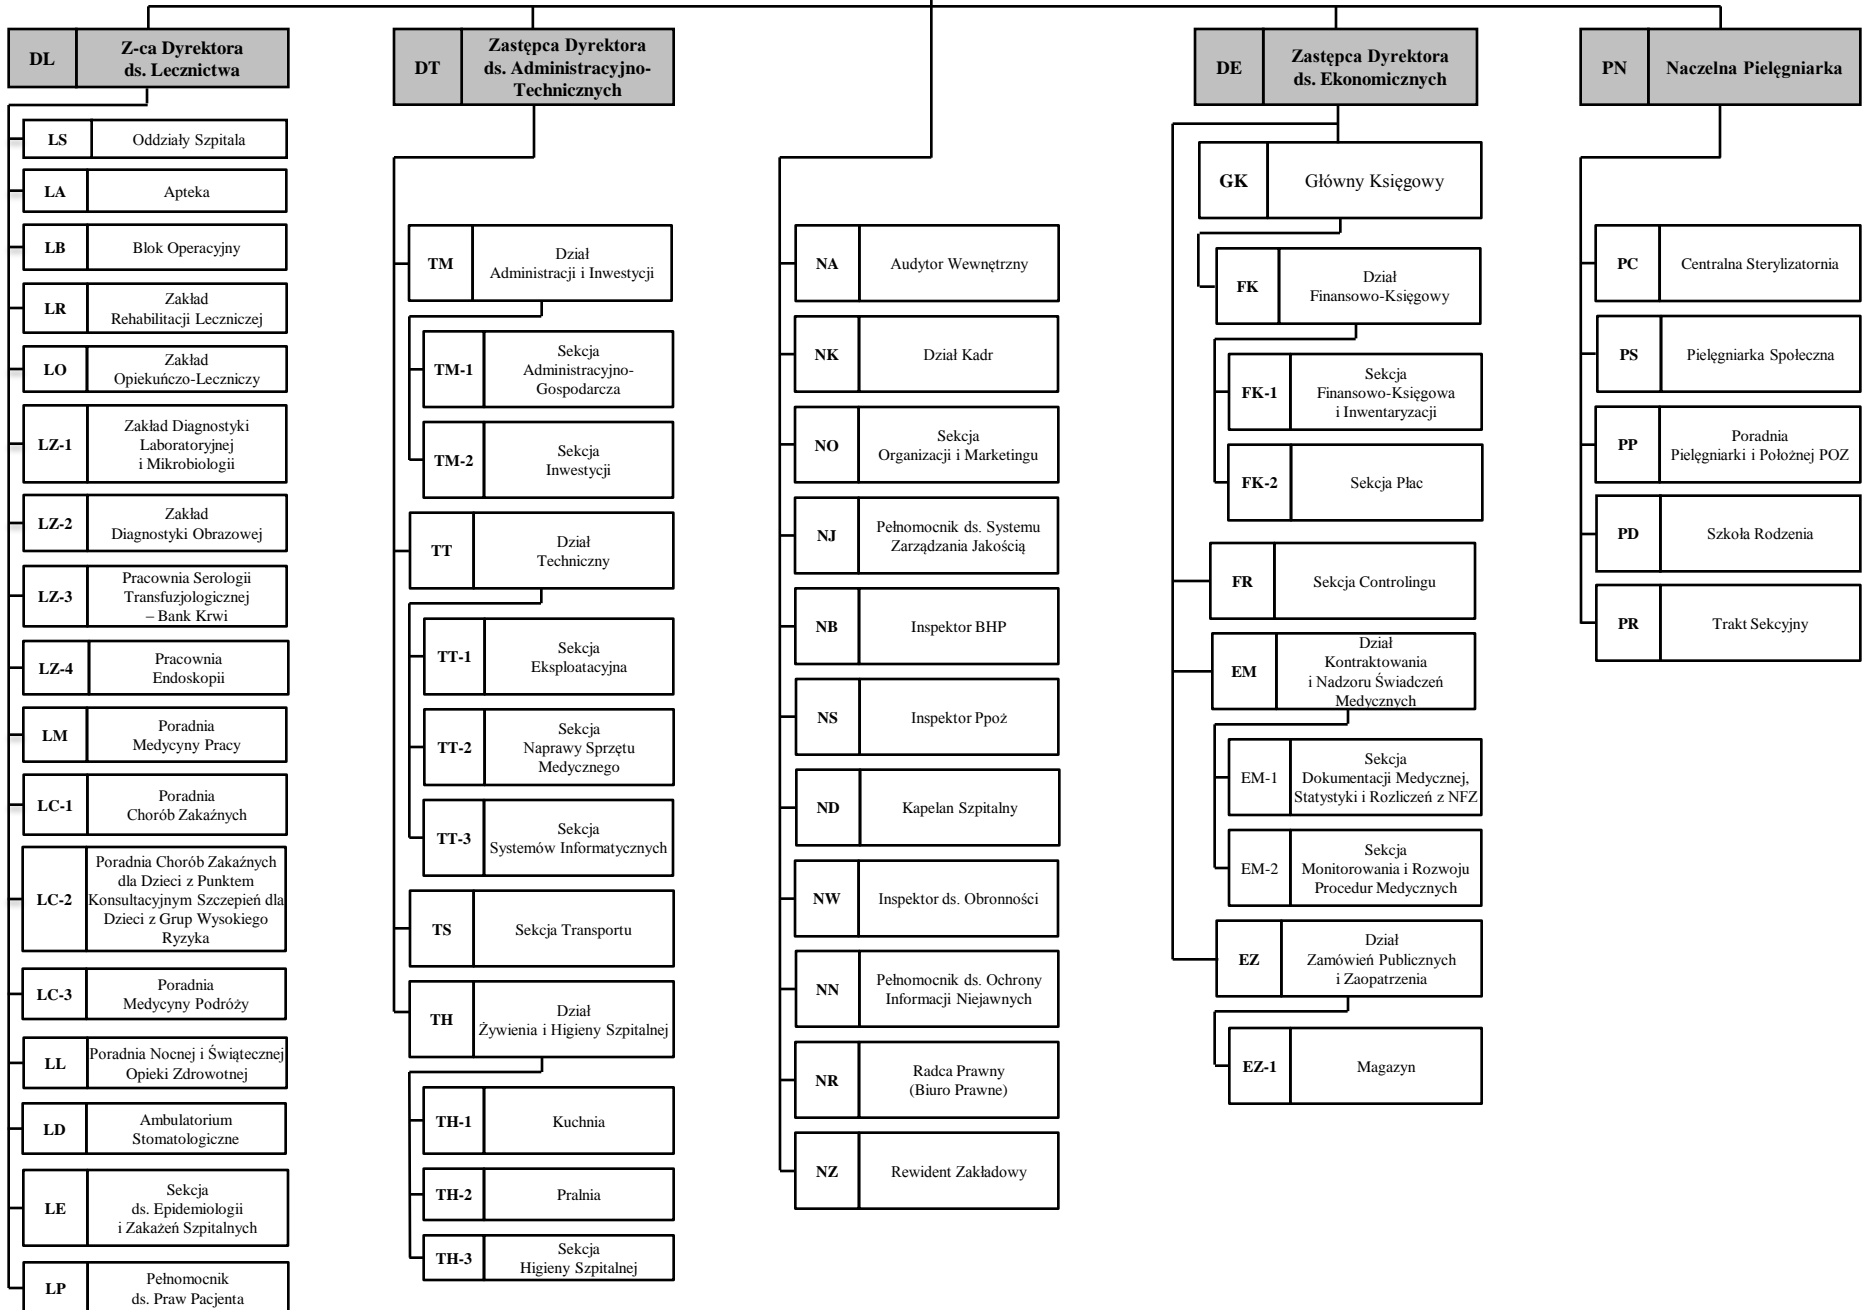 DL
Z-ca Dyrektora
ds. Lecznictwa
LS
Oddziały Szpitala
LA
Apteka
LB
Blok Operacyjny
LR
Zakład
Rehabilitacji Leczniczej
LO
Zakład
Opiekuńczo-Leczniczy
LZ-1
Zakład Diagnostyki
Laboratoryjnej
i Mikrobiologii
LZ-2
Zakład
Diagnostyki Obrazowej
LZ-3
Pracownia Serologii
Transfuzjologicznej
– Bank Krwi
LZ-4
Pracownia
Endoskopii
LM
Poradnia
Medycyny Pracy
LC-1
Poradnia
Chorób Zakaźnych
LC-2
Poradnia Chorób Zakaźnych
dla Dzieci z Punktem
Konsultacyjnym Szczepień dla
Dzieci z Grup Wysokiego
Ryzyka
LC-3
Poradnia
Medycyny Podróży
LL
Poradnia Nocnej i Świątecznej
Opieki Zdrowotnej
LD
Ambulatorium
Stomatologiczne
LE
Sekcja
ds. Epidemiologii
i Zakażeń Szpitalnych
LP
Pełnomocnik
ds. Praw Pacjenta
DT
Zastępca Dyrektora
ds. Administracyjno-
Technicznych
TM
Dział
Administracji i Inwestycji
TM-1
Sekcja
Administracyjno-
Gospodarcza
TM-2
Sekcja
Inwestycji
TT
Dział
Techniczny
TT-1
Sekcja
Eksploatacyjna
TT-2
Sekcja
Naprawy Sprzętu
Medycznego
TT-3
Sekcja
Systemów Informatycznych
TS
Sekcja Transportu
TH
Dział
Żywienia i Higieny Szpitalnej
TH-1
Kuchnia
TH-2
Pralnia
TH-3
Sekcja
Higieny Szpitalnej
NA
Audytor Wewnętrzny
NK
Dział Kadr
NO
Sekcja
Organizacji i Marketingu
NJ
Pełnomocnik ds. Systemu
Zarządzania Jakością
NB
Inspektor BHP
NS
Inspektor Ppoż
ND
Kapelan Szpitalny
NW
Inspektor ds. Obronności
NN
Pełnomocnik ds. Ochrony
Informacji Niejawnych
NR
Radca Prawny
(Biuro Prawne)
NZ
Rewident Zakładowy
DE
Zastępca Dyrektora
ds. Ekonomicznych
GK
Główny Księgowy
FK
Dział
Finansowo-Księgowy
FK-1
Sekcja
Finansowo-Księgowa
i Inwentaryzacji
FK-2
Sekcja Płac
FR
Sekcja Controlingu
EM
Dział
Kontraktowania
i Nadzoru Świadczeń
Medycznych
EM-1
Sekcja
Dokumentacji Medycznej,
Statystyki i Rozliczeń z NFZ
EM-2
Sekcja
Monitorowania i Rozwoju
Procedur Medycznych
EZ
Dział
Zamówień Publicznych
i Zaopatrzenia
EZ-1
Magazyn
PN
Naczelna Pielęgniarka
PC
Centralna Sterylizatornia
PS
Pielęgniarka Społeczna
PP
Poradnia
Pielęgniarki i Położnej POZ
PD
Szkoła Rodzenia
PR
Trakt Sekcyjny